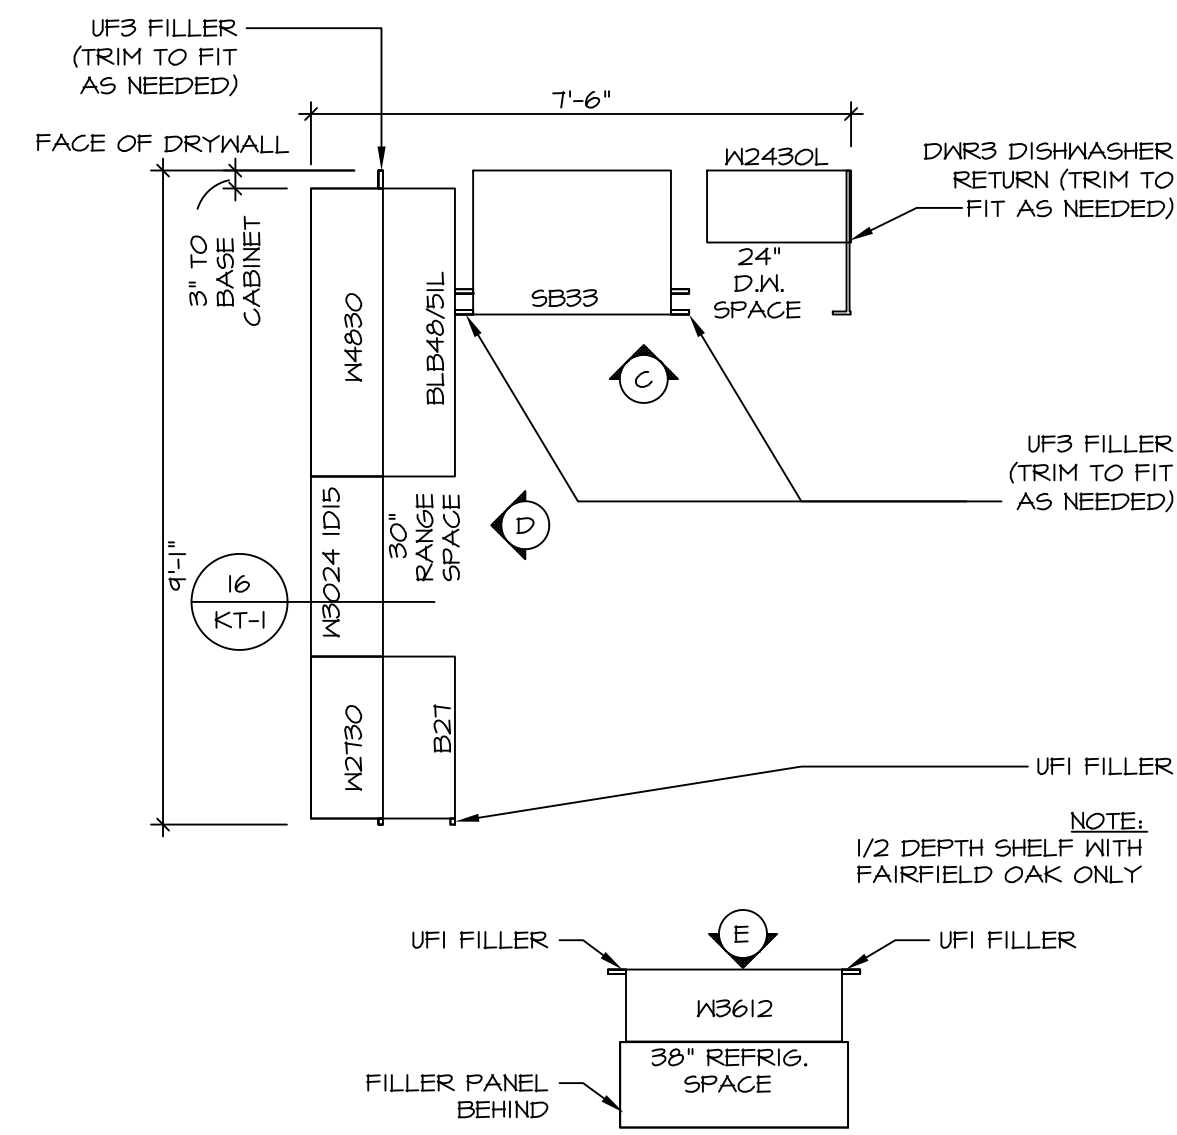 UF3 FILLER
(TRIM TO FIT
AS NEEDED)
7'-6"
FACE OF DRYWALL
W2430L
DWR3 DISHWASHER
RETURN (TRIM TO
FIT AS NEEDED)
3" TO
BASE
CABINET
W4830
BLB48/51L
SB33
24"
D.W.
SPACE
C
UF3 FILLER
(TRIM TO FIT
AS NEEDED)
9'-1"
16
KT-1
W3024 ID15
30"
RANGE
SPACE
D
W2730
B27
UF1 FILLER
NOTE:
1/2 DEPTH SHELF WITH
FAIRFIELD OAK ONLY
UF1 FILLER
E
UF1 FILLER
W3612
38" REFRIG.
SPACE
FILLER PANEL
BEHIND